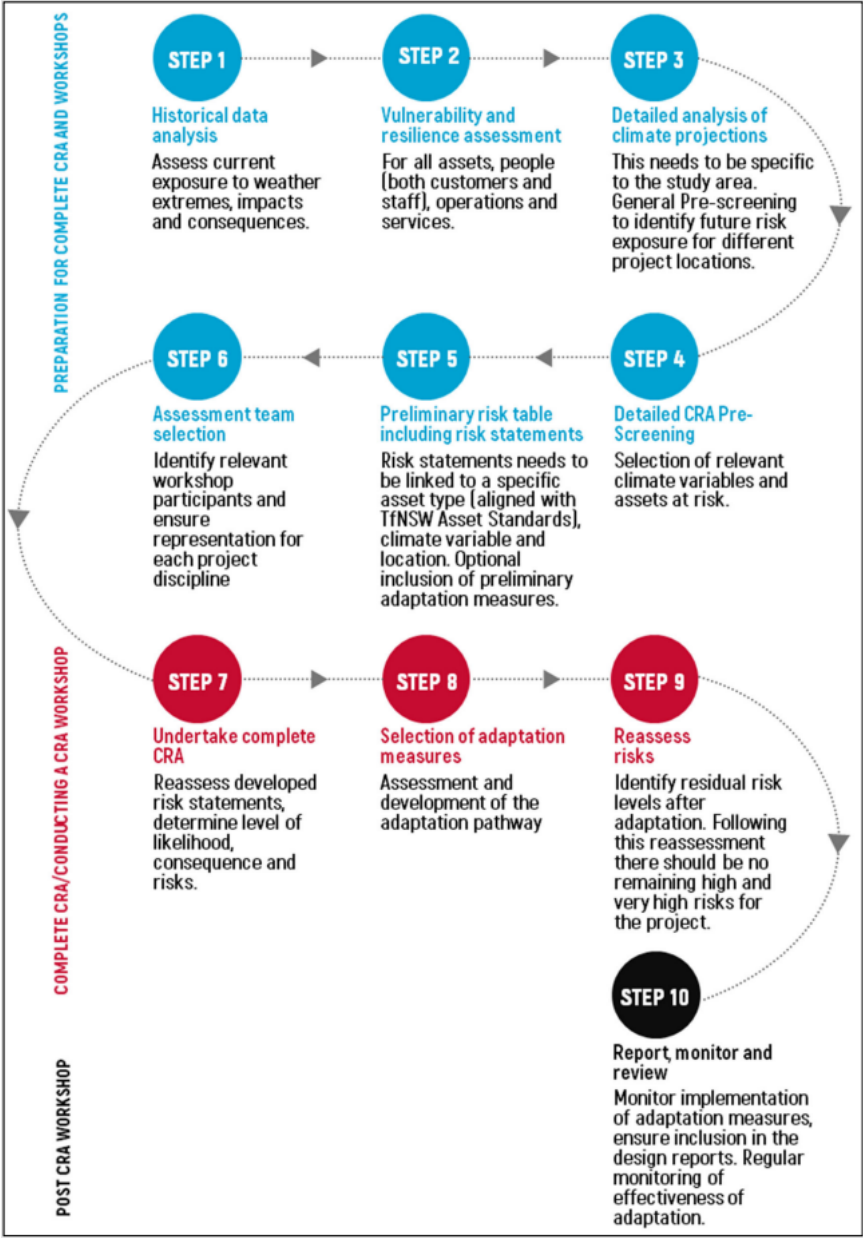 PREPARATION FOR COMPLETE CRA AND WORKSHOPS
STEP 1
Historical data
analysis
Assess current
exposure to weather
extremes, impacts
and consequences.
STEP 2
Vulnerability and
resilience assessment
For all assets, people
(both customers and
staff), operations and
services.
STEP 3
Detailed analysis of
climate projections
This needs to be specific
to the study area.
General Pre-screening
to identify future risk
exposure for different
project locations.
STEP 4
Detailed CRA Pre-
Screening
Selection of relevant
climate variables and
assets at risk.
STEP 5
Preliminary risk table
including risk statements
Risk statements needs to
be linked to a specific
asset type (aligned with
TfNSW Asset Standards),
climate variable and
location. Optional
inclusion of preliminary
adaptation measures.
STEP 6
Assessment team
selection
Identify relevant
workshop
participants and
ensure
representation for
each project
discipline
COMPLETE CRA/CONDUCTING A CRA WORKSHOP
STEP 7
Undertake complete
CRA
Reassess developed
risk statements,
determine level of
likelihood,
consequence and
risks.
STEP 8
Selection of adaptation
measures
Assessment and
development of the
adaptation pathway
STEP 9
Reassess
risks
Identify residual risk
levels after
adaptation. Following
this reassessment
there should be no
remaining high and
very high risks for
the project.
POST CRA WORKSHOP
STEP 10
Report, monitor and
review
Monitor implementation
of adaptation measures,
ensure inclusion in the
design reports. Regular
monitoring of
effectiveness of
adaptation.